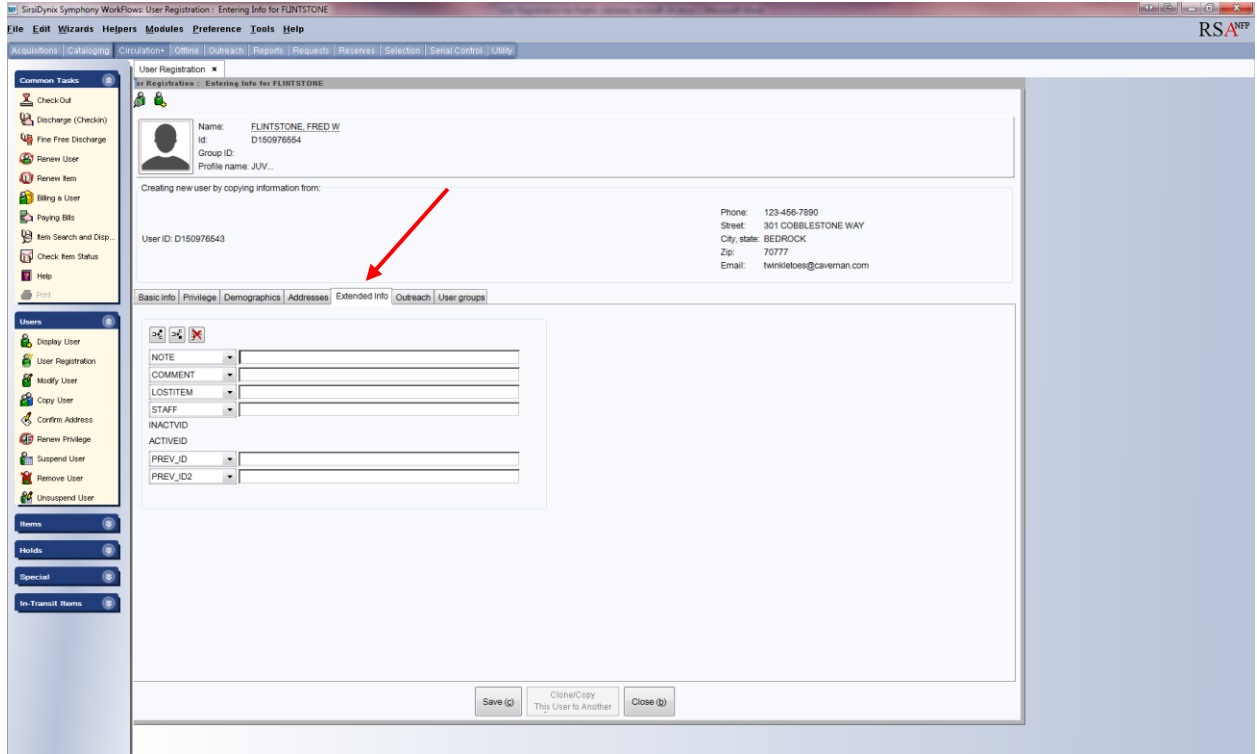 SirsiDynix Symphony WorkFlows: User Registration : Entering Info for FLINTSTONE
File Edit Wizards Helpers Modules Preference Tools Help
RSA NFP
Acquisitions Cataloging Circulation+ Offline Outreach Reports Requests Reserves Selection Serial Control Utility
User Registration ×
er Registration : Entering Info for FLINTSTONE
Common Tasks
CheckOut
Discharge (Checkin)
Fine Free Discharge
Renew User
Renew Item
Billing a User
Paying Bills
Item Search and Disp...
Check Item Status
Help
Print
Users
Display User
User Registration
Modify User
Copy User
Confirm Address
Renew Privilege
Suspend User
Remove User
Unsuspend User
Items
Holds
Special
In-Transit Items
Name: FLINTSTONE, FRED W
Id: D150976554
Group ID:
Profile name: JUV...
Creating new user by copying information from:
User ID: D150976543
Phone: 123-456-7890
Street: 301 COBBLESTONE WAY
City, state: BEDROCK
Zip: 70777
Email: twinkletoes@caveman.com
Basic Info Privilege Demographics Addresses Extended Info Outreach User groups
NOTE
COMMENT
LOSTITEM
STAFF
INACTVID
ACTIVEID
PREV_ID
PREV_ID2
Save (c)
Clone/Copy
This User to Another
Close (b)